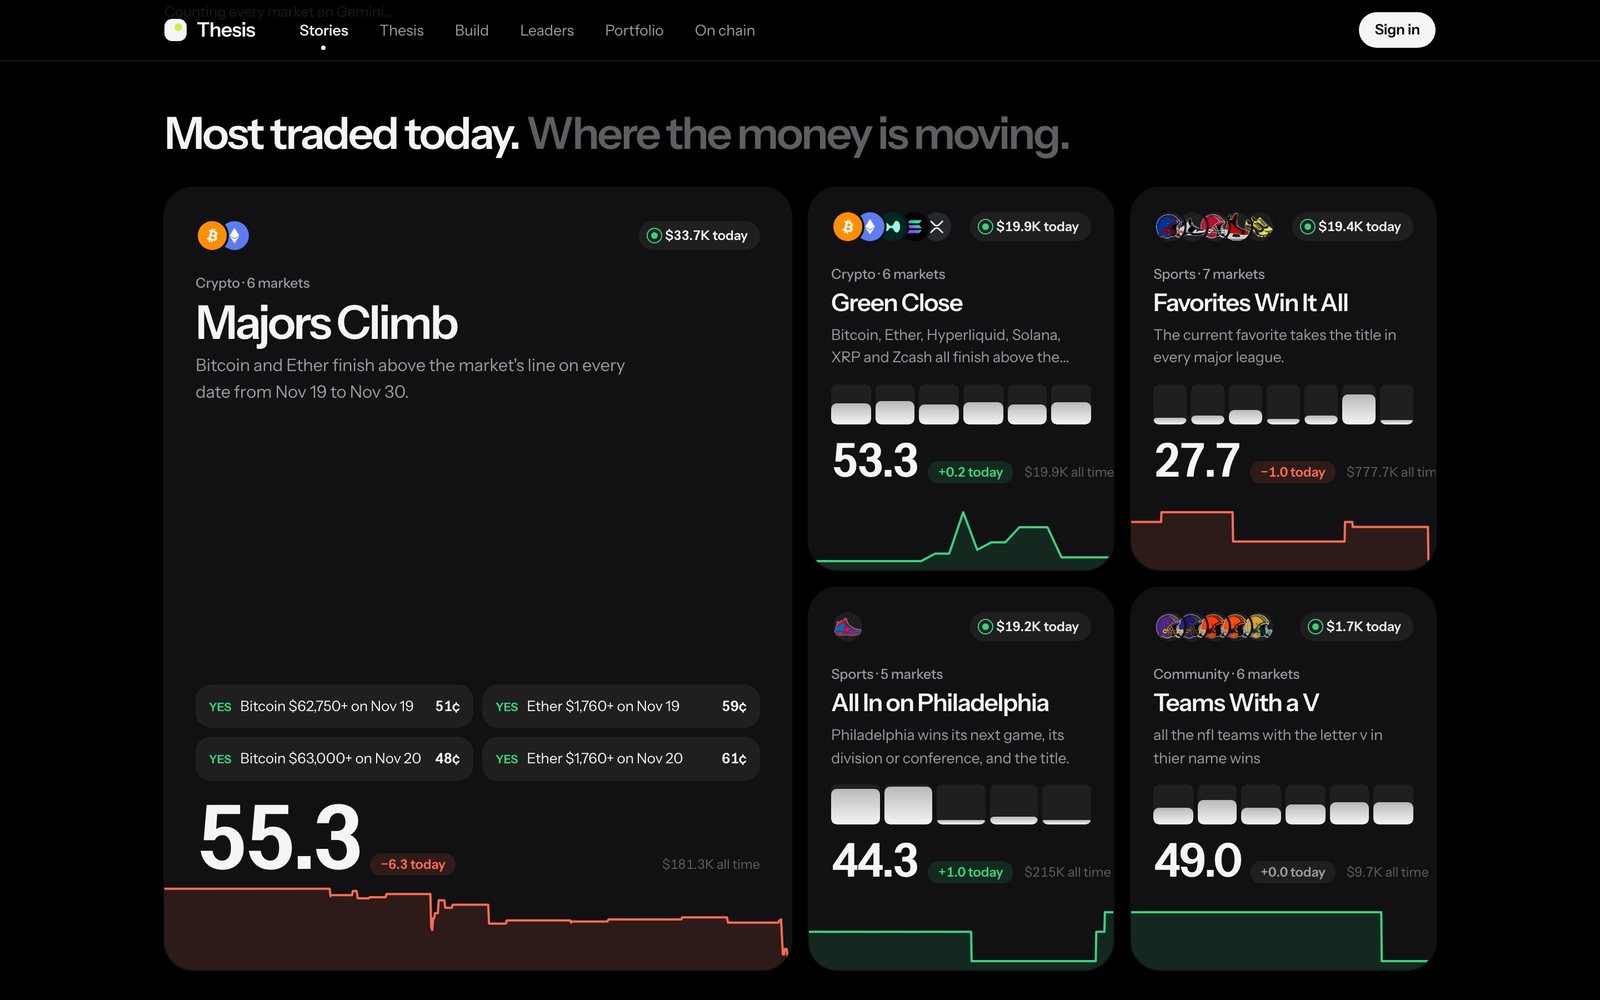 Counting every market on Gemini...
Thesis
Stories
Thesis
Build
Leaders
Portfolio
On chain
Sign in
Most traded today. Where the money is moving.
$33.7K today
Crypto · 6 markets
Majors Climb
Bitcoin and Ether finish above the market's line on every
date from Nov 19 to Nov 30.
YES Bitcoin $62,750+ on Nov 19 51¢
YES Ether $1,760+ on Nov 19 59¢
YES Bitcoin $63,000+ on Nov 20 48¢
YES Ether $1,760+ on Nov 20 61¢
55.3
−6.3 today
$181.3K all time
$19.9K today
Crypto · 6 markets
Green Close
Bitcoin, Ether, Hyperliquid, Solana,
XRP and Zcash all finish above the...
53.3
+0.2 today
$19.9K all time
$19.4K today
Sports · 7 markets
Favorites Win It All
The current favorite takes the title in
every major league.
27.7
−1.0 today
$777.7K all tim
$19.2K today
Sports · 5 markets
All In on Philadelphia
Philadelphia wins its next game, its
division or conference, and the title.
44.3
+1.0 today
$215K all time
$1.7K today
Community · 6 markets
Teams With a V
all the nfl teams with the letter v in
thier name wins
49.0
+0.0 today
$9.7K all time